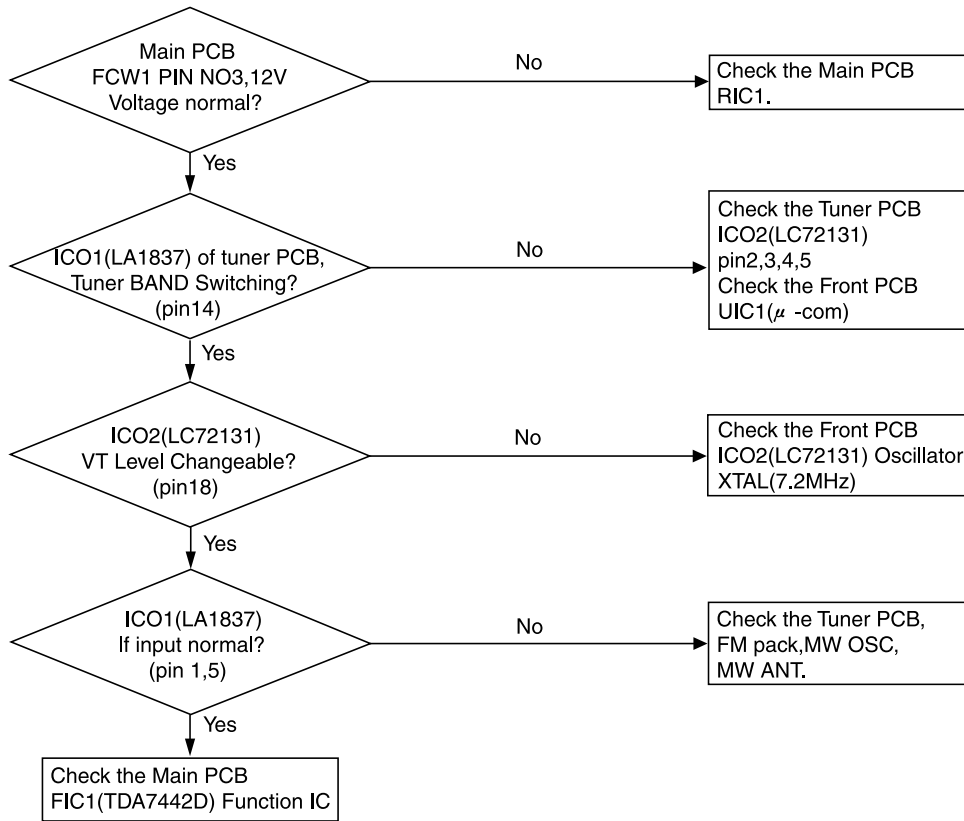 Main PCB
FCW1 PIN NO3,12V
Voltage normal?
No
Check the Main PCB
RIC1.
Yes
ICO1(LA1837) of tuner PCB,
Tuner BAND Switching?
(pin14)
No
Check the Tuner PCB
ICO2(LC72131)
pin2,3,4,5
Check the Front PCB
UIC1(μ -com)
Yes
ICO2(LC72131)
VT Level Changeable?
(pin18)
No
Check the Front PCB
ICO2(LC72131) Oscillator
XTAL(7.2MHz)
Yes
ICO1(LA1837)
If input normal?
(pin 1,5)
No
Check the Tuner PCB,
FM pack,MW OSC,
MW ANT.
Yes
Check the Main PCB
FIC1(TDA7442D) Function IC